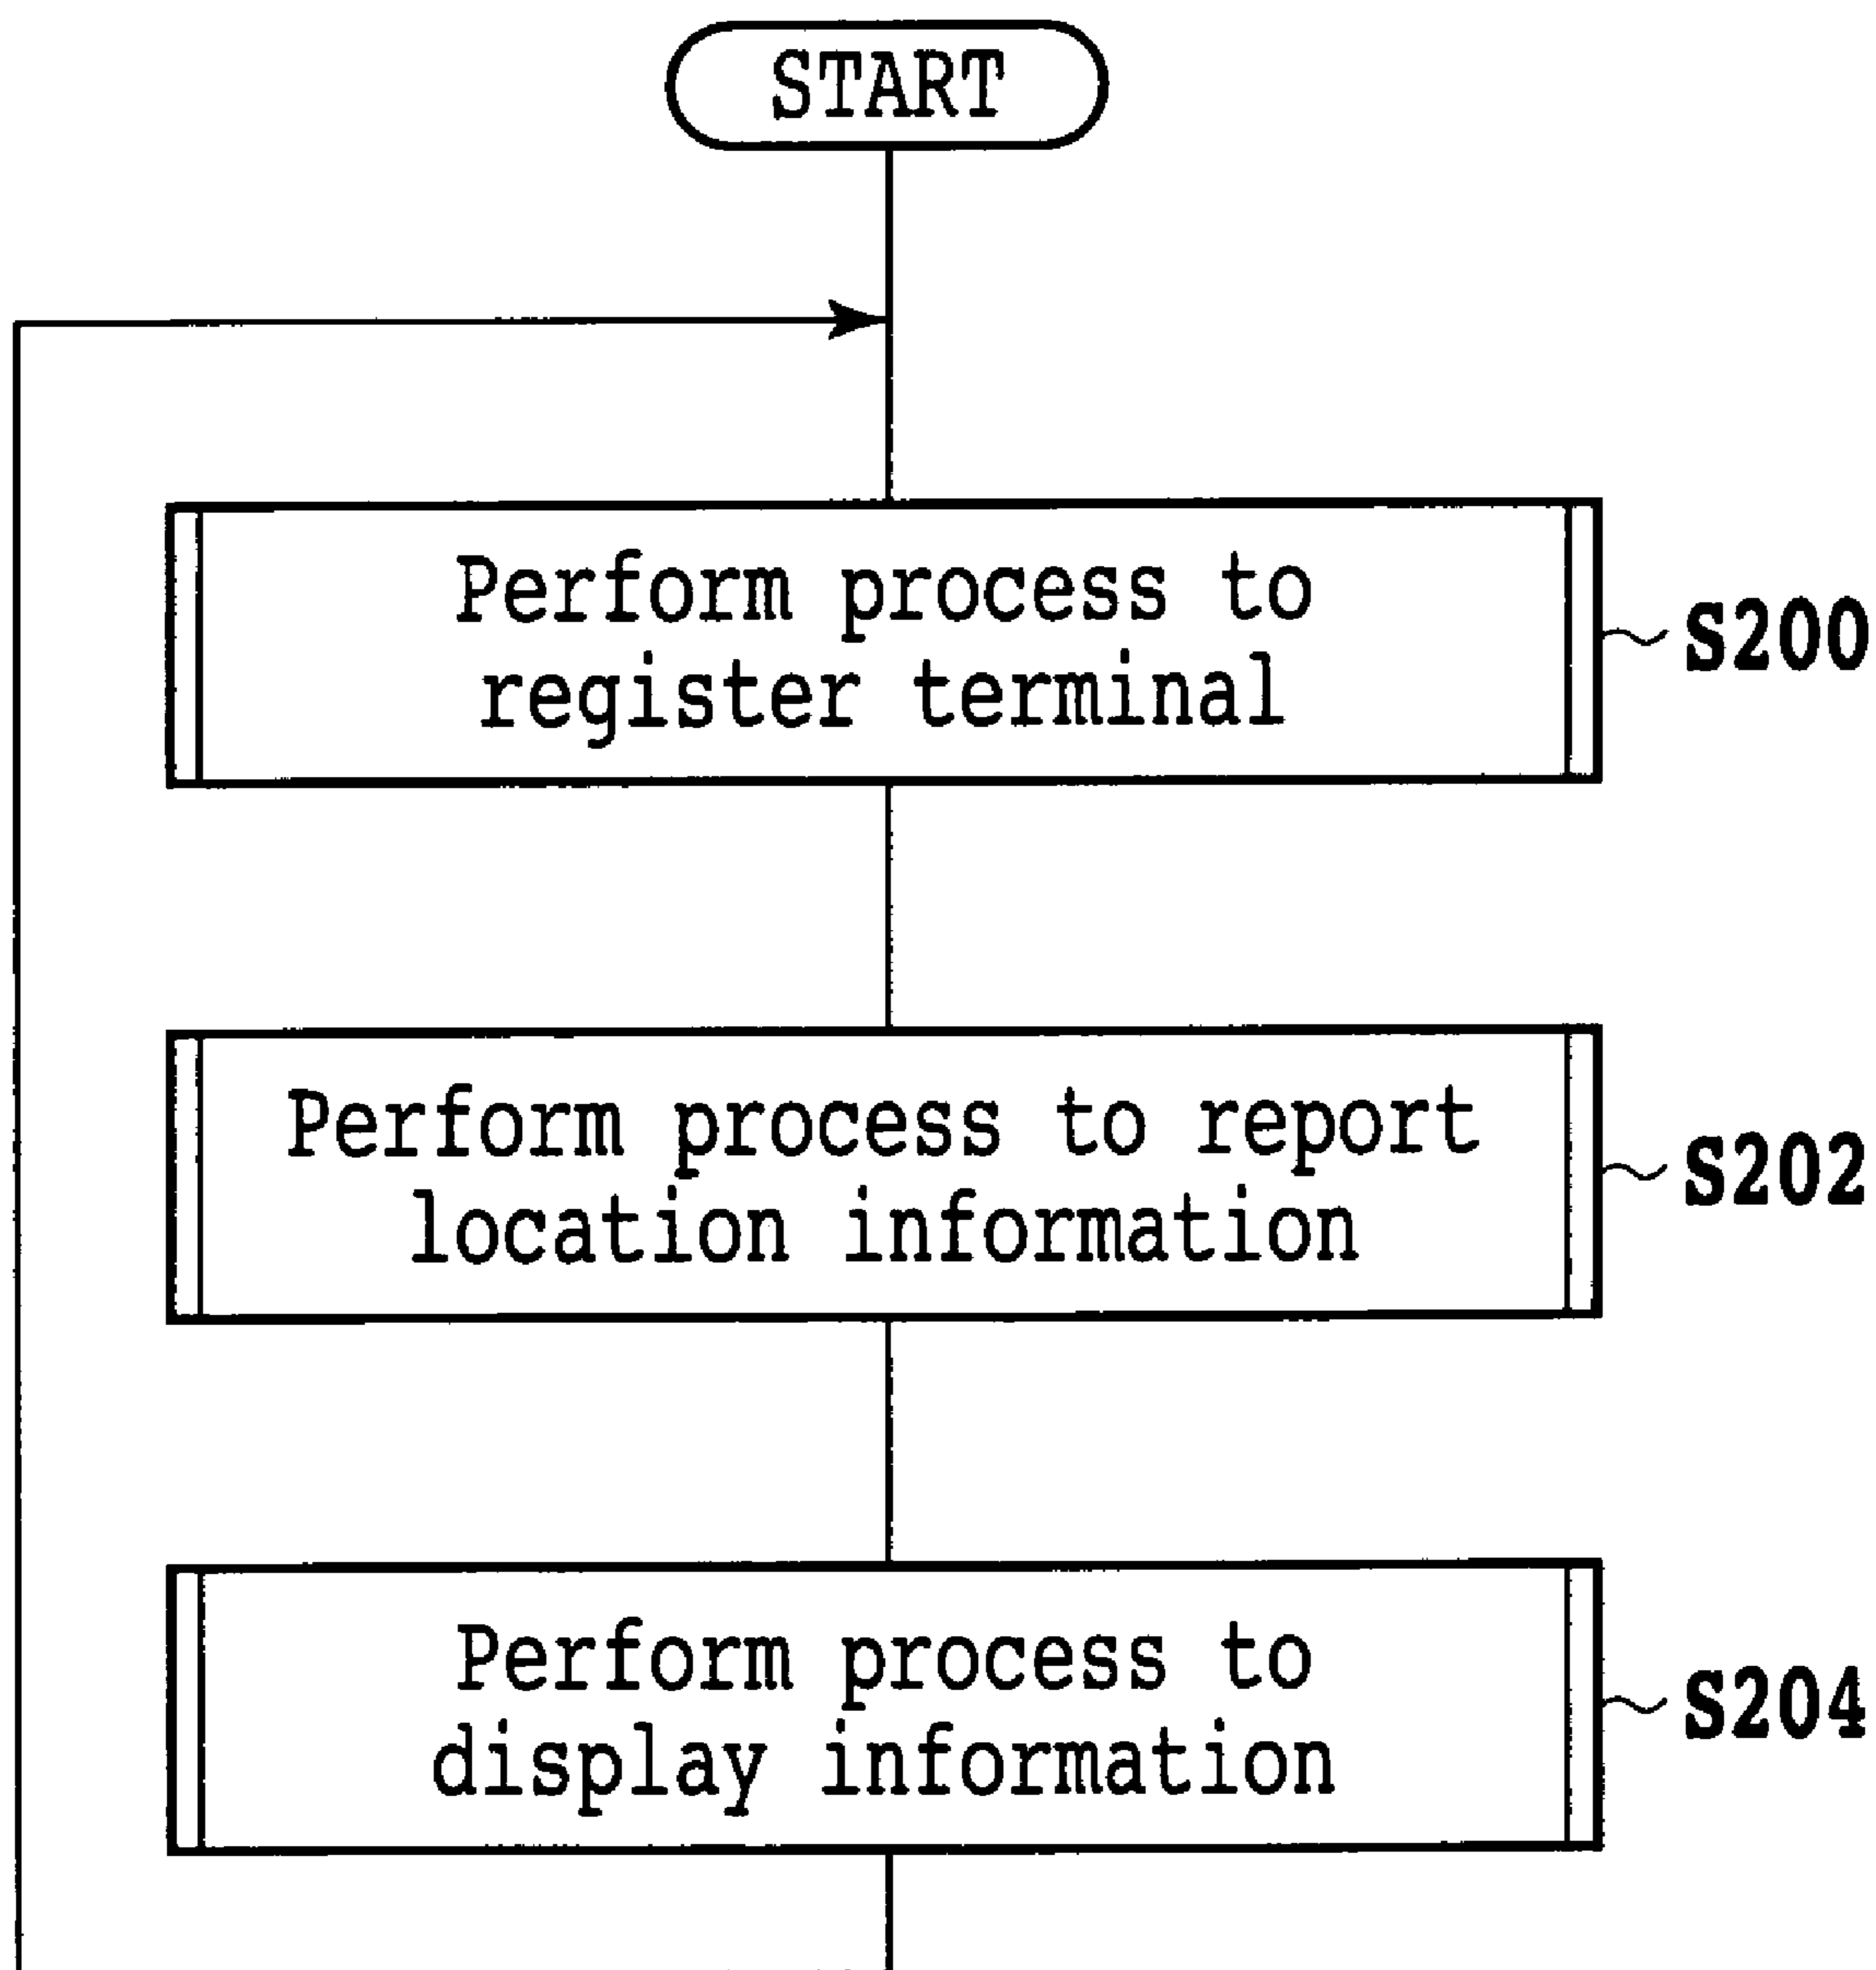 START
Perform process to
register terminal
S200
Perform process to report
location information
S202
Perform process to
display information
S204